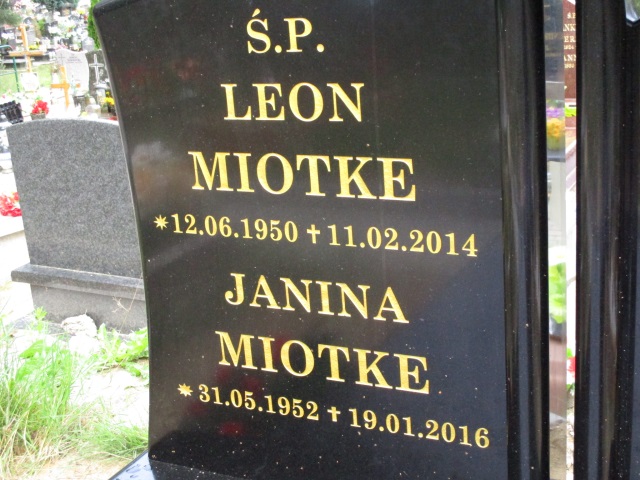 Ś.P.
LEON
MIOTKE
*12.06.1950 ✝ 11.02.2014
JANINA
MIOTKE
* 31.05.1952 ✝ 19.01.2016